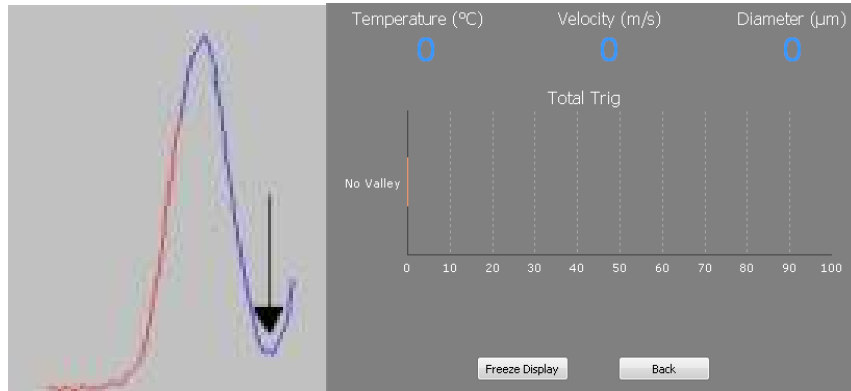 Temperature (ºC) Velocity (m/s) Diameter (µm)
0 0 0
Total Trig
No Valley
0 10 20 30 40 50 60 70 80 90 100
Freeze Display Back